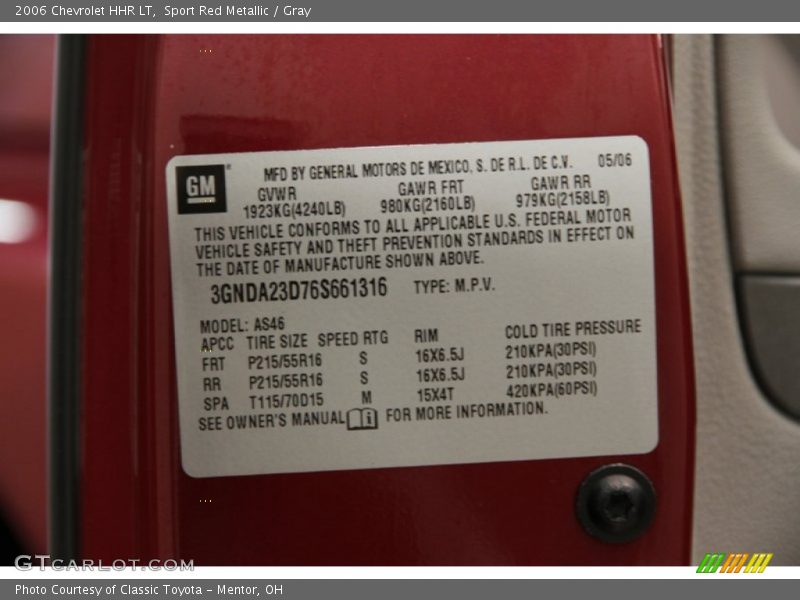 2006 Chevrolet HHR LT,  Sport Red Metallic / Gray
GM
MFD BY GENERAL MOTORS DE MEXICO, S. DE R.L. DE C.V. 05/06
GVWR GAWR FRT GAWR RR
1923KG(4240LB) 980KG(2160LB) 979KG(2158LB)
THIS VEHICLE CONFORMS TO ALL APPLICABLE U.S. FEDERAL MOTOR
VEHICLE SAFETY AND THEFT PREVENTION STANDARDS IN EFFECT ON
THE DATE OF MANUFACTURE SHOWN ABOVE.
3GNDA23D76S661316 TYPE: M.P.V.
MODEL: AS46
APCC TIRE SIZE SPEED RTG RIM COLD TIRE PRESSURE
FRT P215/55R16 S 16X6.5J 210KPA(30PSI)
RR P215/55R16 S 16X6.5J 210KPA(30PSI)
SPA T115/70D15 M 15X4T 420KPA(60PSI)
SEE OWNER'S MANUAL FOR MORE INFORMATION.
GTCARLOT.COM
Photo Courtesy of Classic Toyota - Mentor, OH